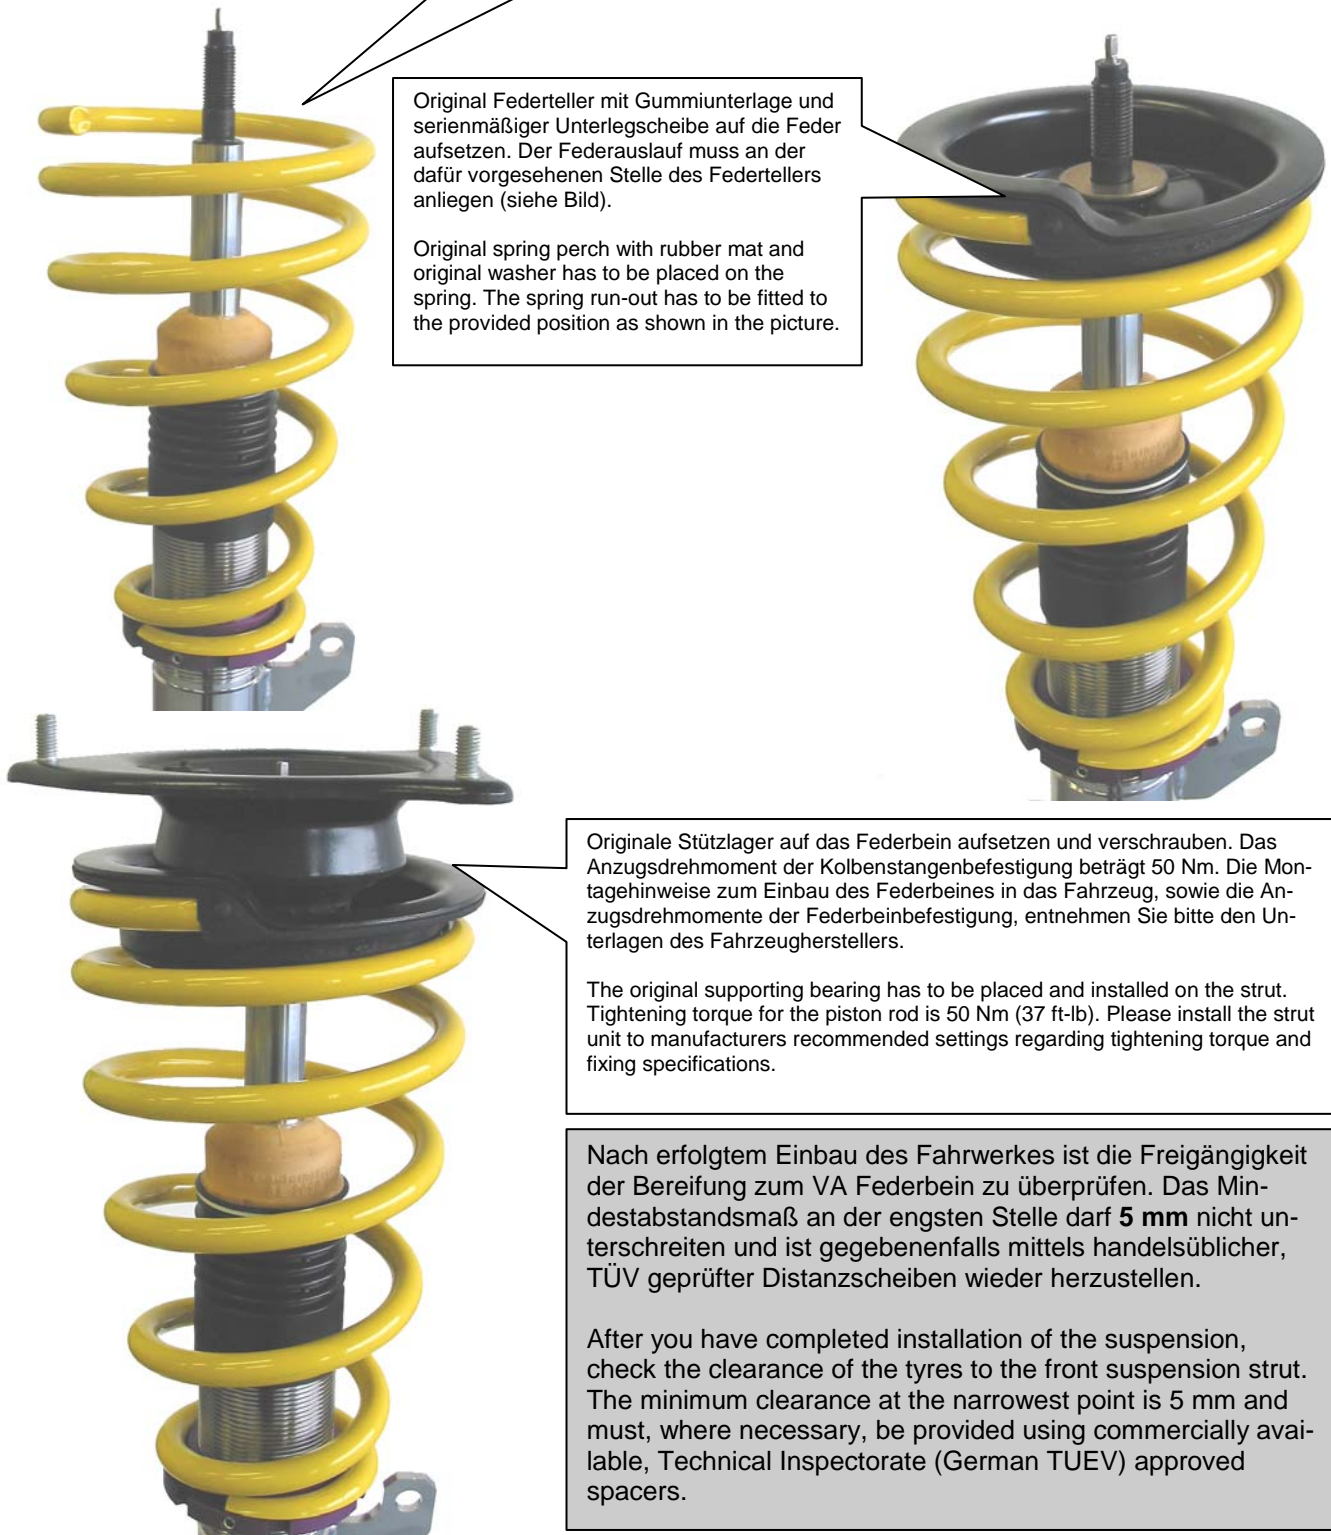 Original Federteller mit Gummiunterlage und
serienmäßiger Unterlegscheibe auf die Feder
aufsetzen. Der Federauslauf muss an der
dafür vorgesehenen Stelle des Federtellers
anliegen (siehe Bild).
Original spring perch with rubber mat and
original washer has to be placed on the
spring. The spring run-out has to be fitted to
the provided position as shown in the picture.
Originale Stützlager auf das Federbein aufsetzen und verschrauben. Das
Anzugsdrehmoment der Kolbenstangenbefestigung beträgt 50 Nm. Die Mon-
tagehinweise zum Einbau des Federbeines in das Fahrzeug, sowie die An-
zugsdrehmomente der Federbeinbefestigung, entnehmen Sie bitte den Un-
terlagen des Fahrzeugherstellers.
The original supporting bearing has to be placed and installed on the strut.
Tightening torque for the piston rod is 50 Nm (37 ft-lb). Please install the strut
unit to manufacturers recommended settings regarding tightening torque and
fixing specifications.
Nach erfolgtem Einbau des Fahrwerkes ist die Freigängigkeit
der Bereifung zum VA Federbein zu überprüfen. Das Min-
destabstandsmaß an der engsten Stelle darf 5 mm nicht un-
terschreiten und ist gegebenenfalls mittels handelsüblicher,
TÜV geprüfter Distanzscheiben wieder herzustellen.
After you have completed installation of the suspension,
check the clearance of the tyres to the front suspension strut.
The minimum clearance at the narrowest point is 5 mm and
must, where necessary, be provided using commercially avai-
lable, Technical Inspectorate (German TUEV) approved
spacers.